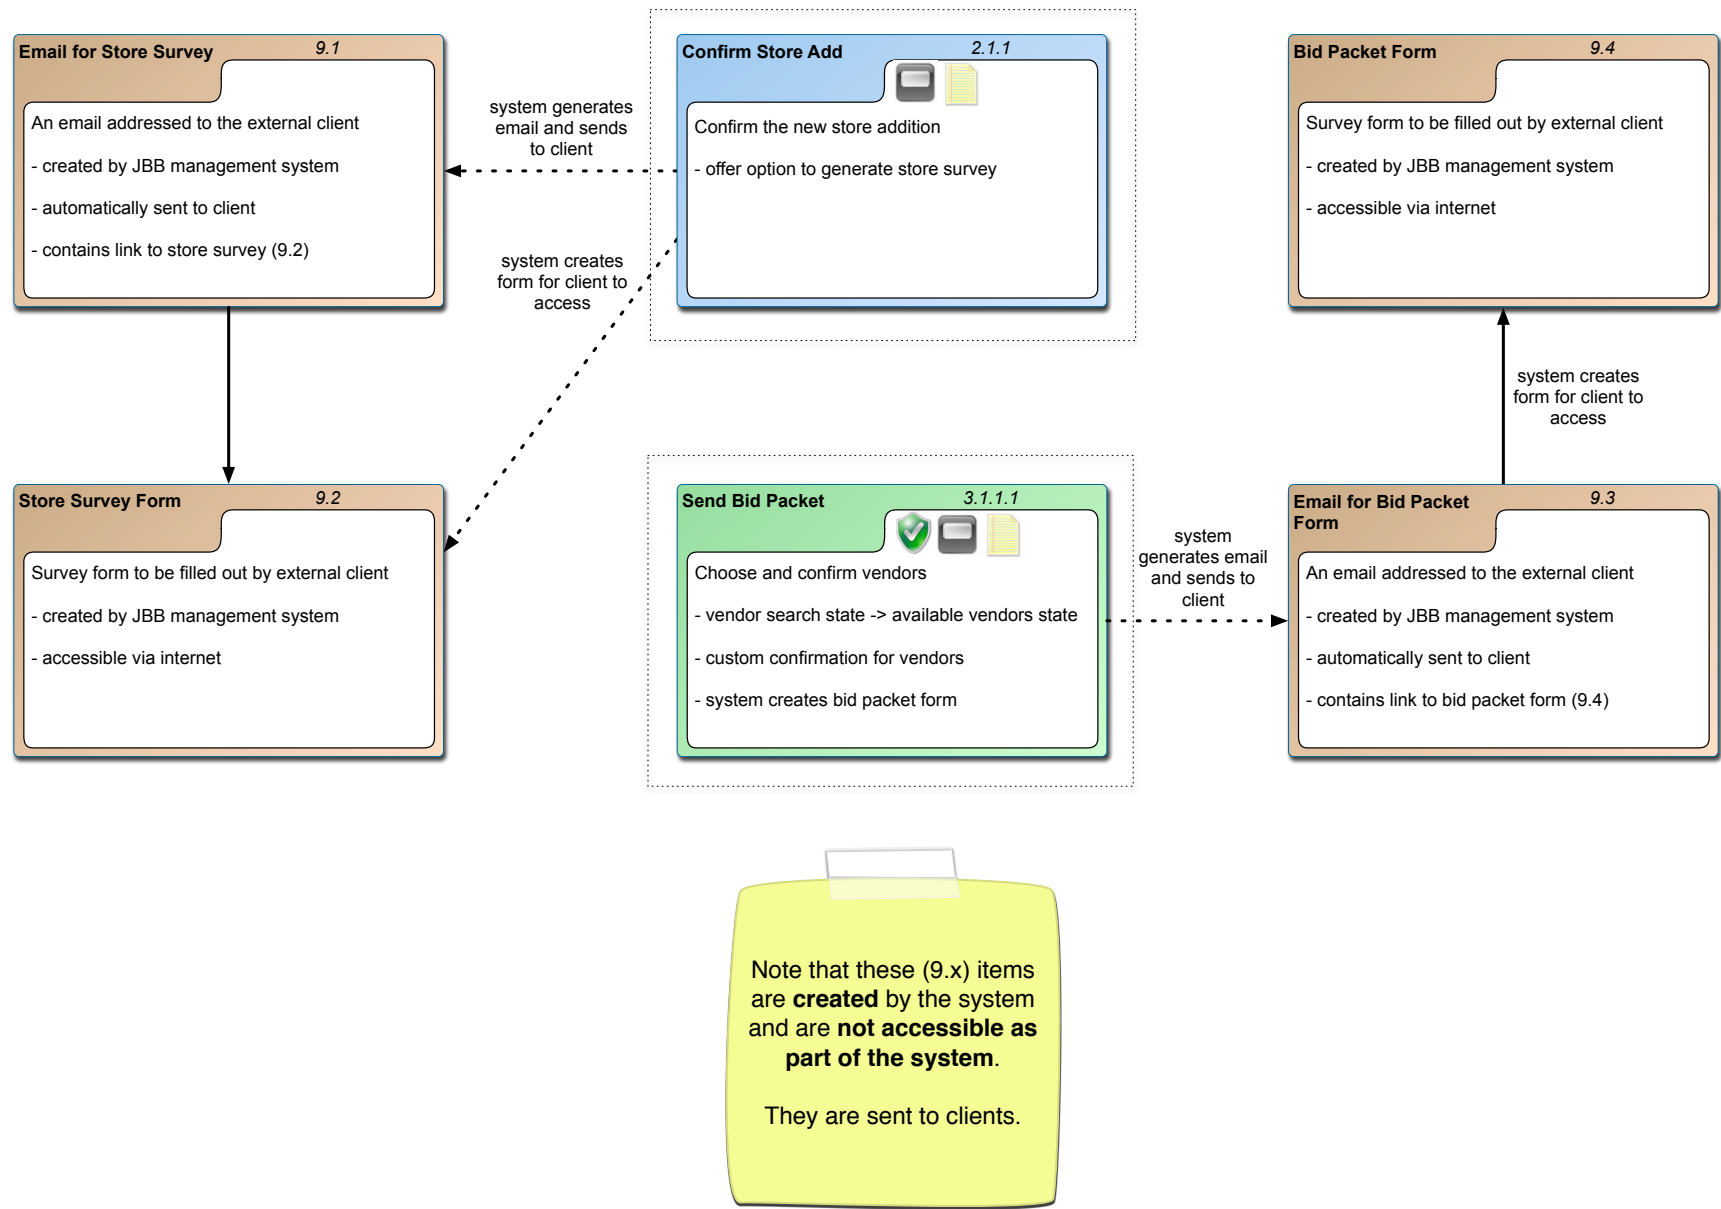 Email for Store Survey
9.1
An email addressed to the external client
- created by JBB management system
- automatically sent to client
- contains link to store survey (9.2)
system generates
email and sends
to client
system creates
form for client to
access
Confirm Store Add
2.1.1
Confirm the new store addition
- offer option to generate store survey
Bid Packet Form
9.4
Survey form to be filled out by external client
- created by JBB management system
- accessible via internet
system creates
form for client to
access
Store Survey Form
9.2
Survey form to be filled out by external client
- created by JBB management system
- accessible via internet
Send Bid Packet
3.1.1.1
Choose and confirm vendors
- vendor search state -> available vendors state
- custom confirmation for vendors
- system creates bid packet form
system
generates email
and sends to
client
Email for Bid Packet
Form
9.3
An email addressed to the external client
- created by JBB management system
- automatically sent to client
- contains link to bid packet form (9.4)
Note that these (9.x) items
are created by the system
and are not accessible as
part of the system.
They are sent to clients.